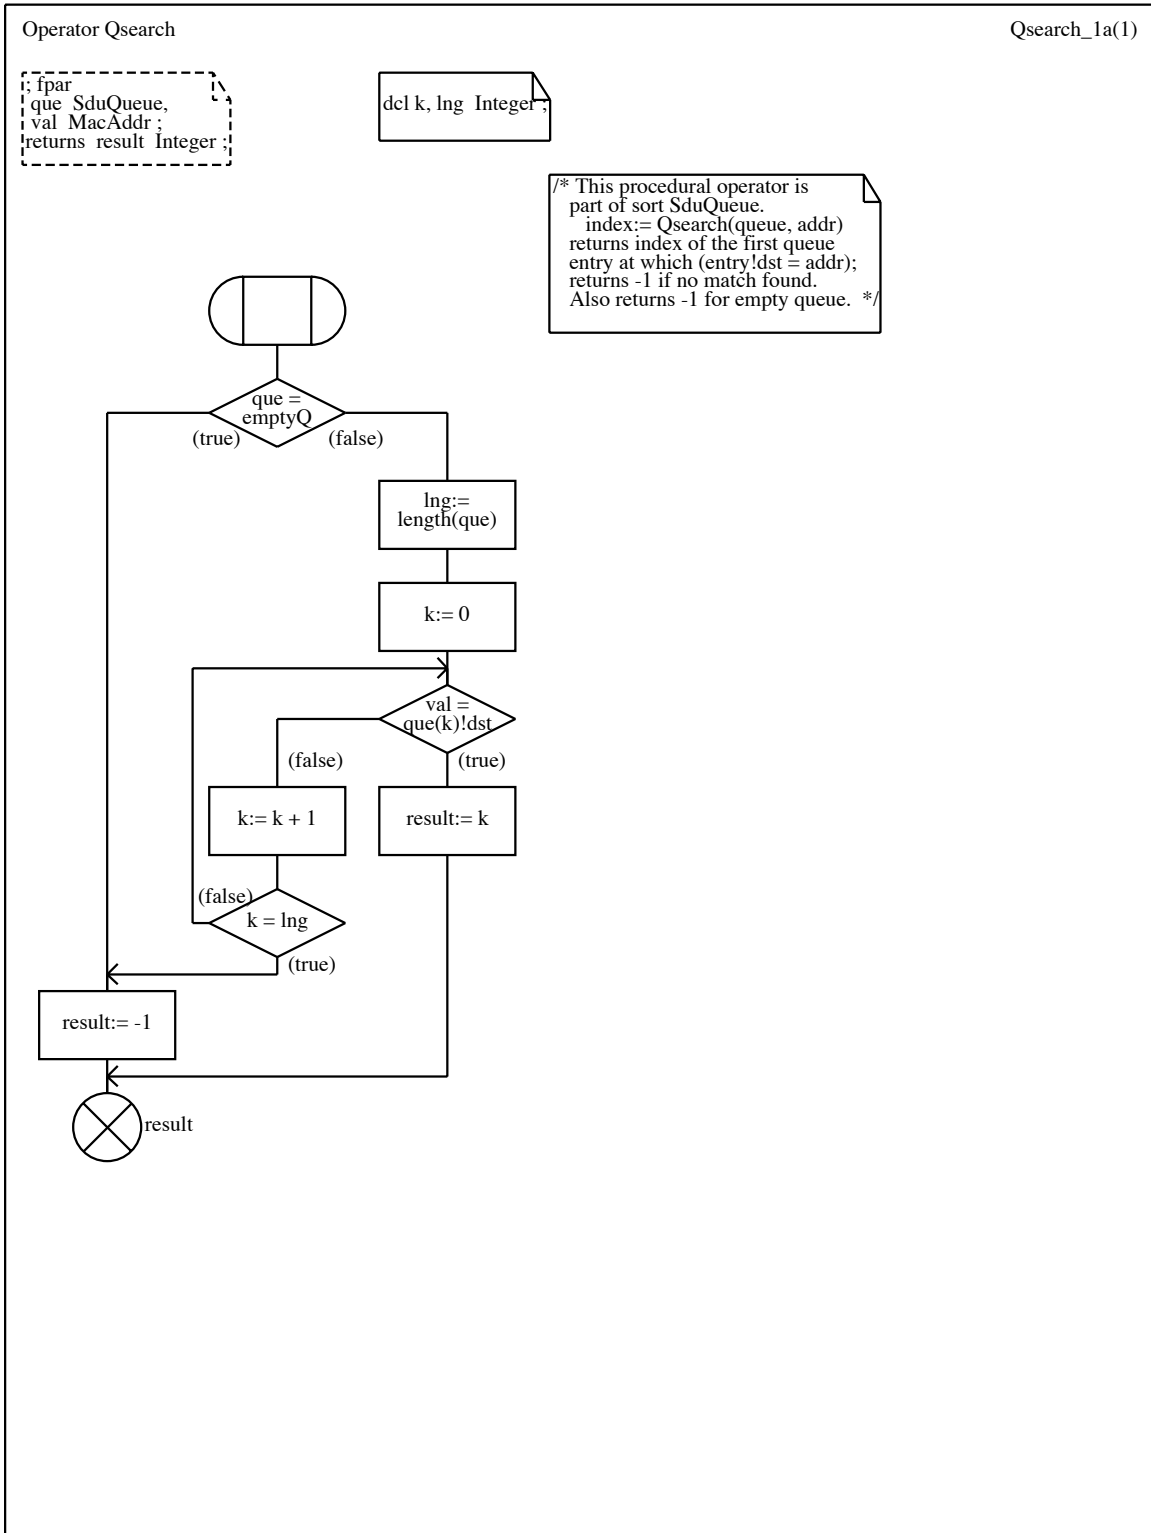 Operator Qsearch
Qsearch_1a(1)
; fpar
que  SduQueue,
val  MacAddr ;
returns  result  Integer ;
dcl k, lng  Integer ;
/* This procedural operator is
part of sort SduQueue.
index:= Qsearch(queue, addr)
returns index of the first queue
entry at which (entry!dst = addr);
returns -1 if no match found.
Also returns -1 for empty queue.  */
que =
emptyQ
(true)
(false)
lng:=
length(que)
k:= 0
val =
que(k)!dst
(false)
(true)
k:= k + 1
result:= k
(false)
k = lng
(true)
result:= -1
result